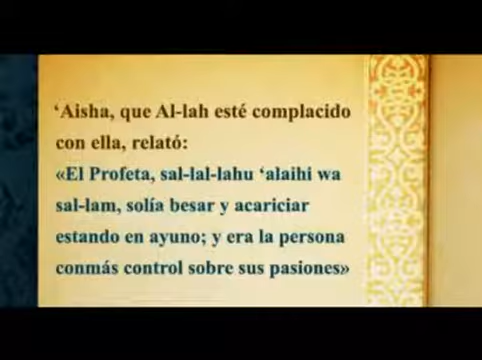 ‘Aisha, que Al-lah esté complacido
con ella, relató:
«El Profeta, sal-lal-lahu ‘alaihi wa
sal-lam, solía besar y acariciar
estando en ayuno; y era la persona
conmás control sobre sus pasiones»